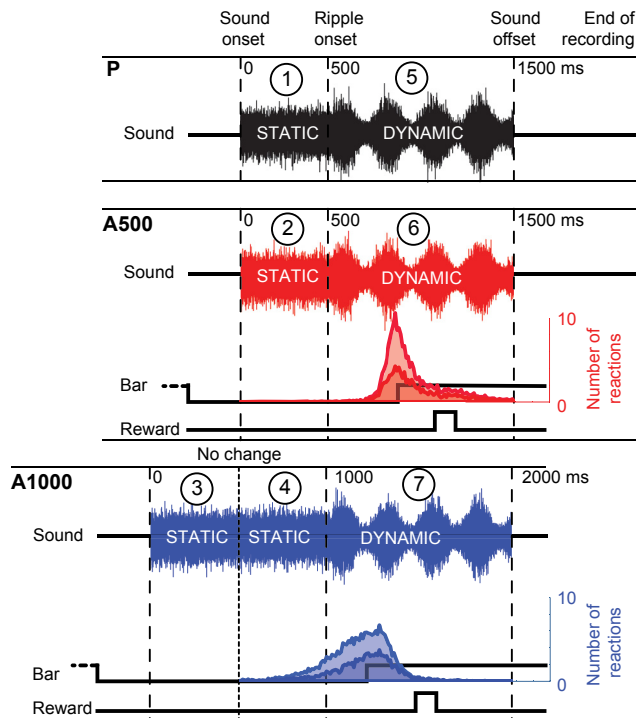 Sound onset Ripple onset Sound offset End of recording
P 0 1 500 5 1500 ms
Sound STATIC DYNAMIC
A500 0 2 500 6 1500 ms
Sound STATIC DYNAMIC
10
Number of reactions
Bar 0
Reward
No change
A1000 0 3 4 1000 7 2000 ms
Sound STATIC STATIC DYNAMIC
10
Number of reactions
Bar 0
Reward